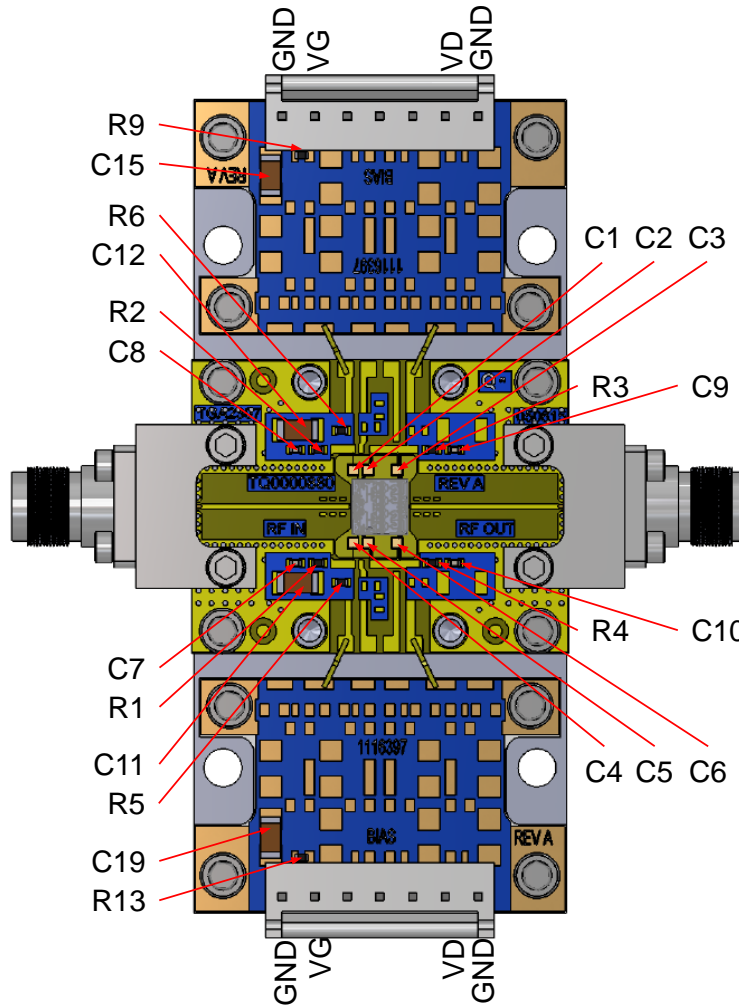 GND
VG
VD
GND
R9
C15
R6
C12
R2
C8
C1
C2
C3
R3
C9
REV A
BIAS
1116397
TQ0000880
REV A
RF IN
RF OUT
C7
R1
C11
R5
C19
R13
R4
C10
C4
C5
C6
1116397
BIAS
REV A
GND
VG
VD
GND